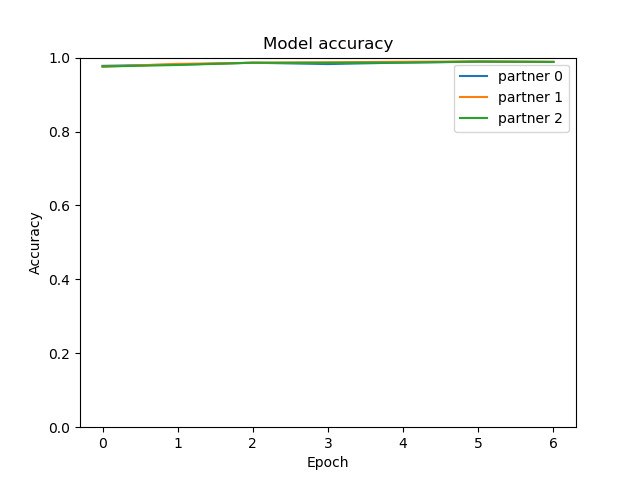 Model accuracy
1.0
0.8
0.6
0.4
0.2
0.0
Accuracy
partner 0
partner 1
partner 2
0 1 2 3 4 5 6
Epoch